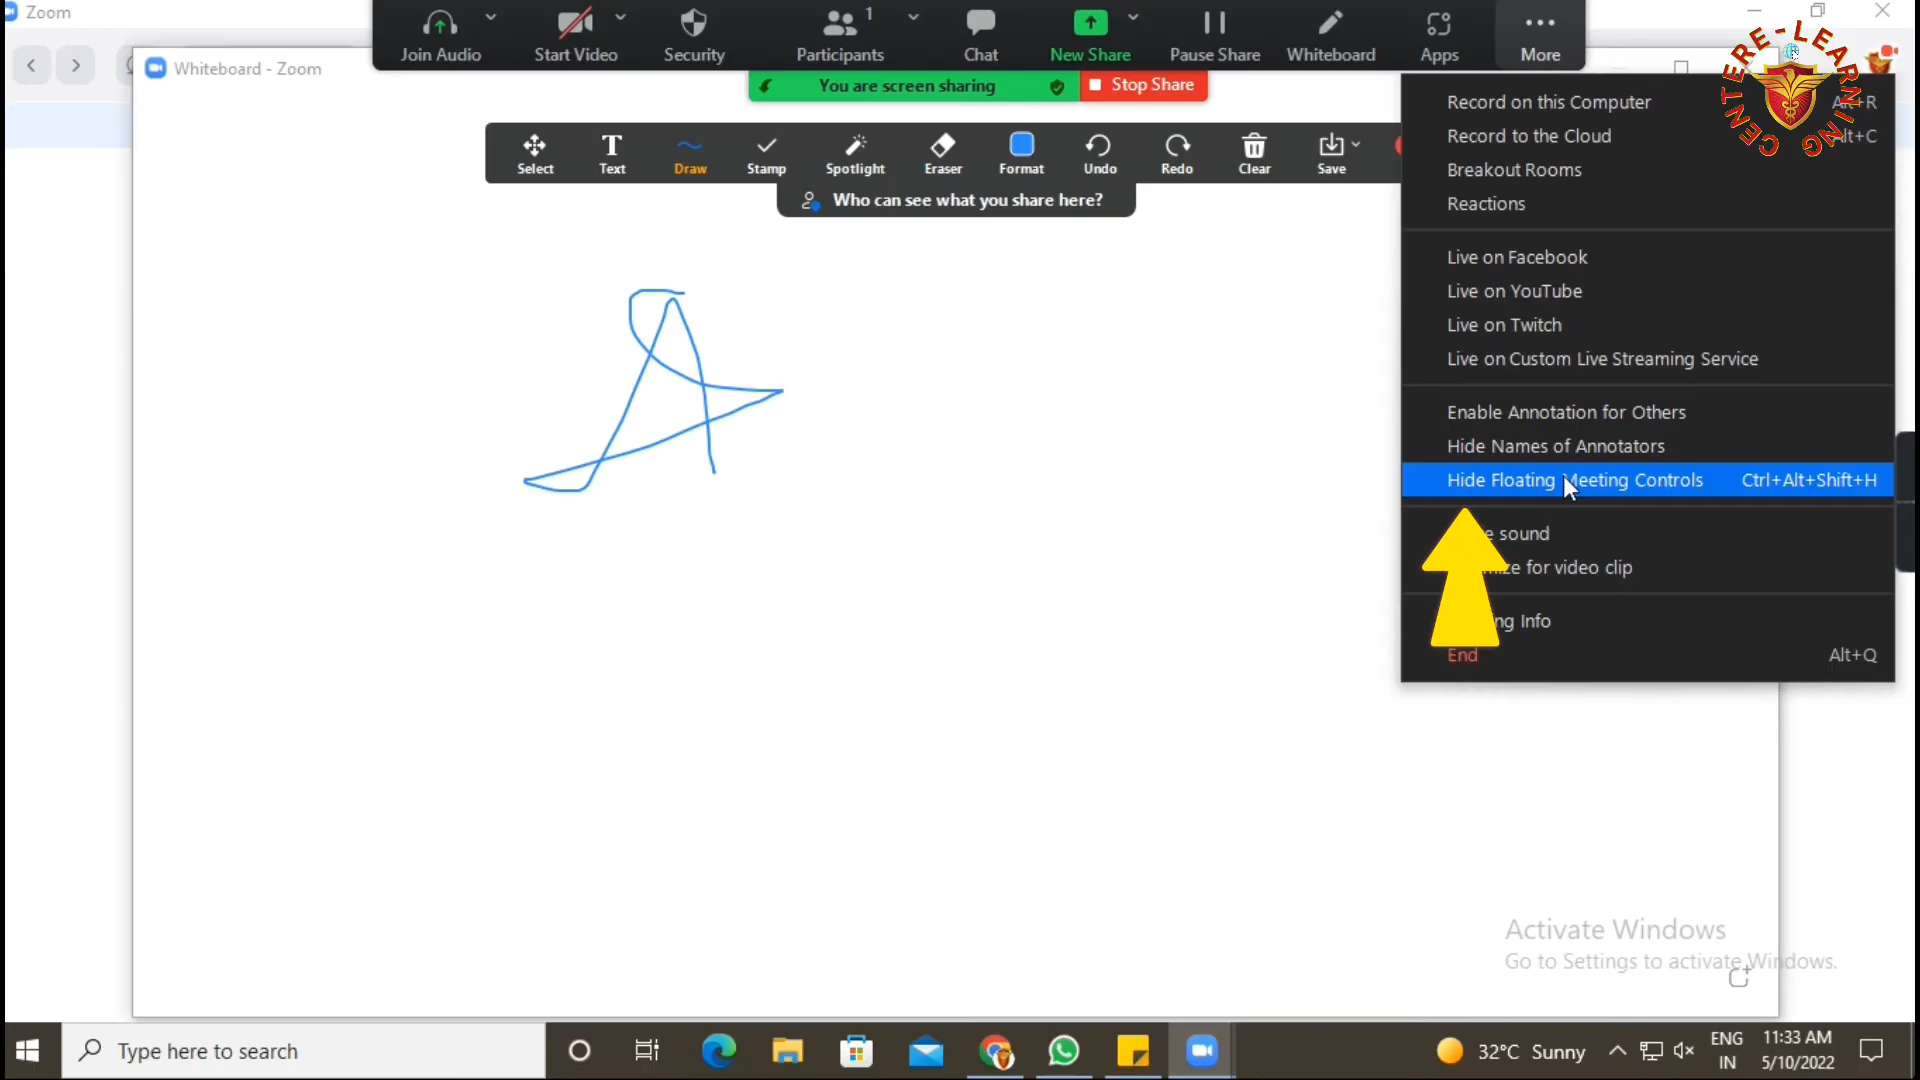 Zoom
Join Audio
Start Video
Security
Participants
1
Chat
New Share
Pause Share
Whiteboard
Apps
More
Whiteboard - Zoom
You are screen sharing
Stop Share
Select
Text
Draw
Stamp
Spotlight
Eraser
Format
Undo
Redo
Clear
Save
Who can see what you share here?
CENTER E-LEARNING
Record on this Computer
Record to the Cloud
Breakout Rooms
Reactions
Live on Facebook
Live on YouTube
Live on Twitch
Live on Custom Live Streaming Service
Enable Annotation for Others
Hide Names of Annotators
Hide Floating Meeting Controls Ctrl+Alt+Shift+H
sound
for video clip
Info
End Alt+Q
A
Activate Windows
Go to Settings to activate Windows.
Type here to search
32°C Sunny
ENG
IN
11:33 AM
5/10/2022